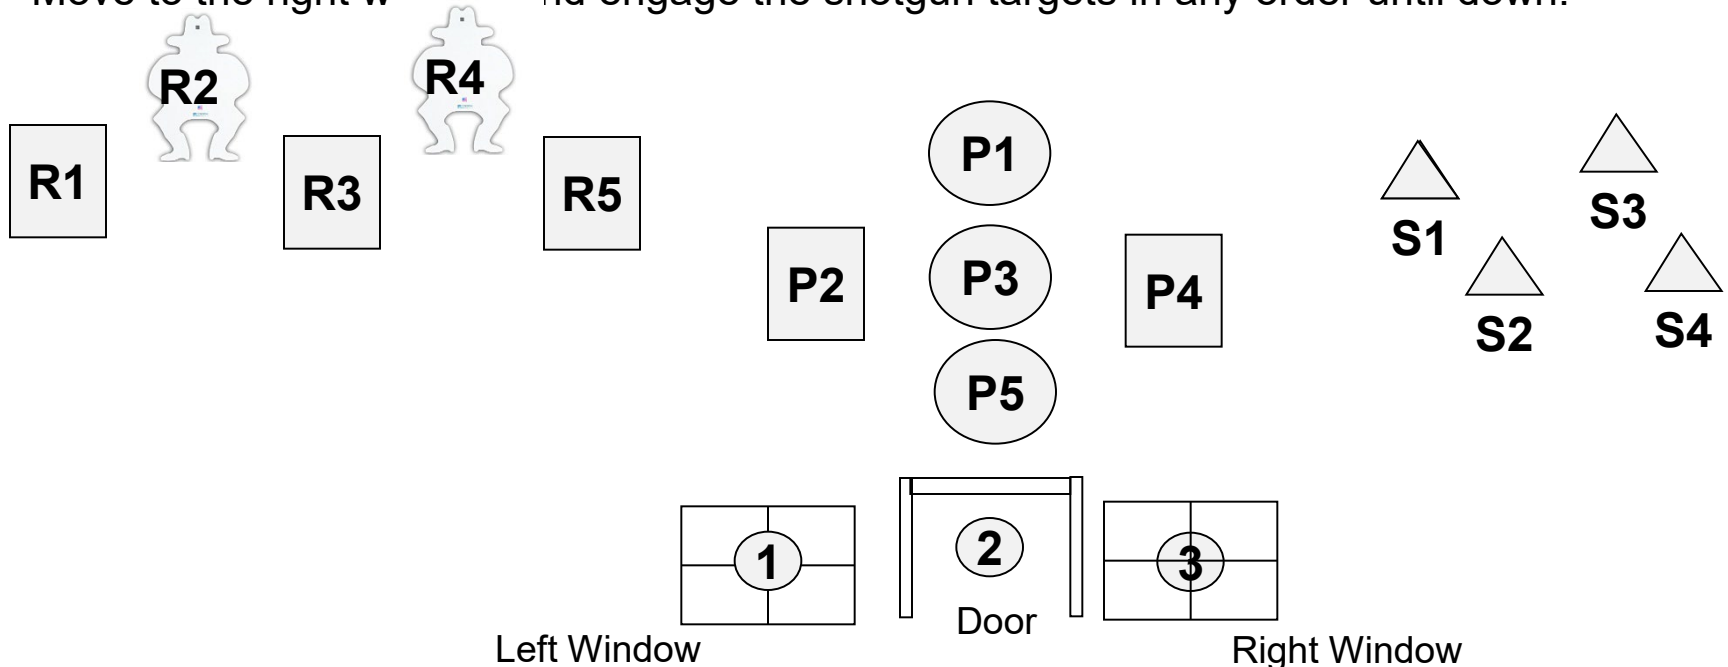 Move to the right and engage the shotgun targets in any order until down.
R2 R4
R1 R3 R5
P1
P2 P3 P4
P5
S1 S3
S2 S4
1 2 3
Door
Left Window Right Window